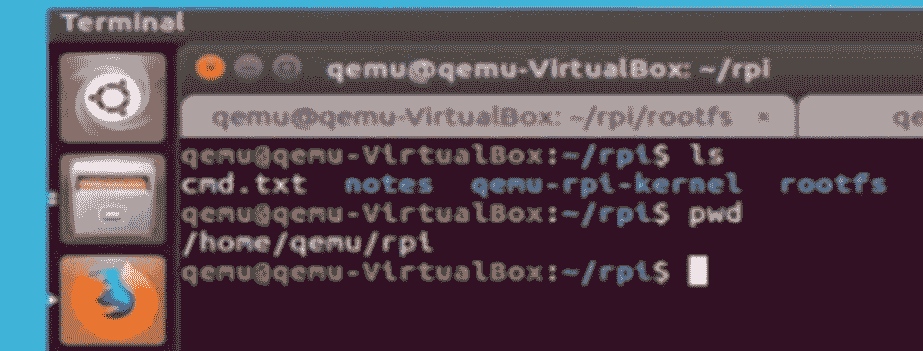 Terminal
qemu@qemu-VirtualBox: ~/rpi
qemu@qemu-VirtualBox: ~/rpi/rootfs × qe
qemu@qemu-VirtualBox:~/rpi$ ls
cmd.txt notes qemu-rpi-kernel rootfs
qemu@qemu-VirtualBox:~/rpi$ pwd
/home/qemu/rpi
qemu@qemu-VirtualBox:~/rpi$